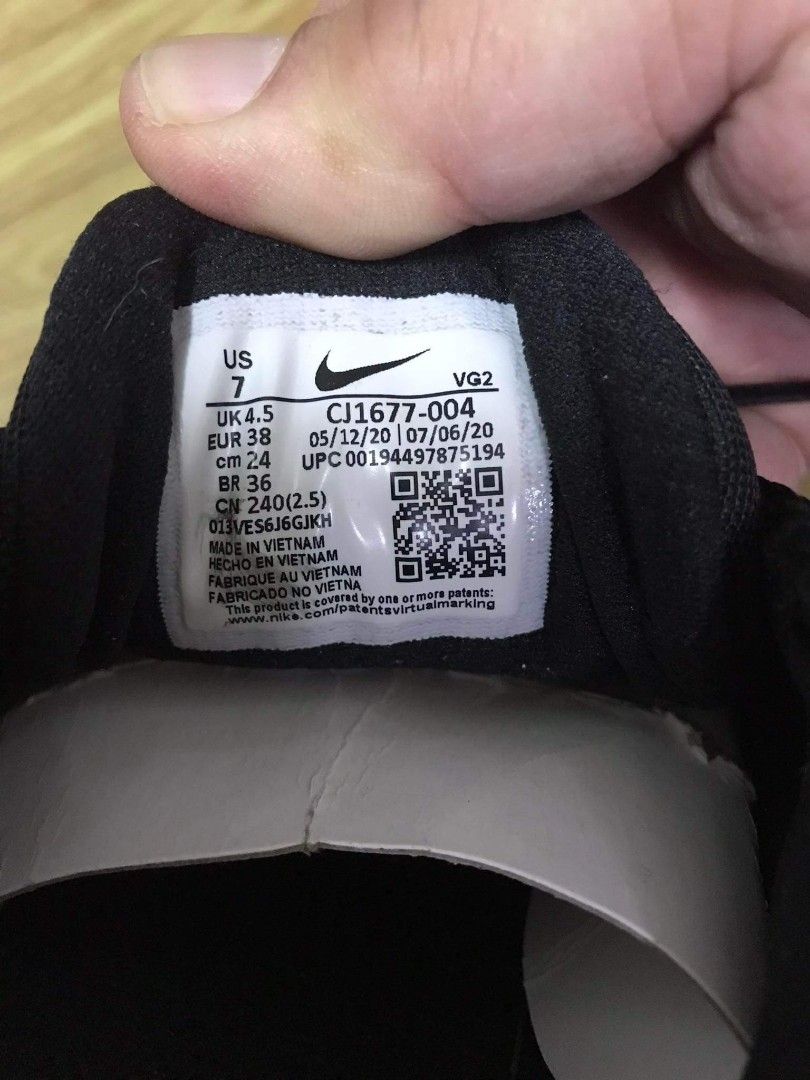 US
7
VG2
UK 4.5
CJ1677-004
EUR 38
05/12/20 | 07/06/20
cm 24
UPC 00194497875194
BR 36
CN 240(2.5)
013VES6J6GJKH
MADE IN VIETNAM
HECHO EN VIETNAM
FABRIQUE AU VIETNAM
FABRICADO NO VIETNA
This product is covered by one or more patents:
www.nike.com/patentsvirtualmarking